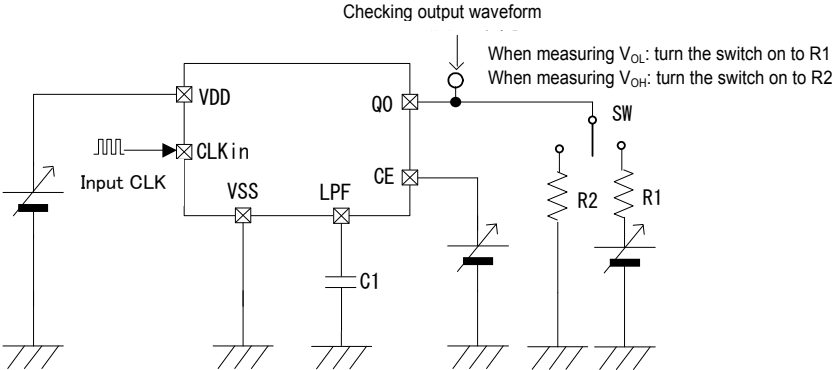 Checking output waveform
When measuring VOL: turn the switch on to R1
When measuring VOH: turn the switch on to R2
VDD
Q0
SW
CLKin
Input CLK
CE
VSS
LPF
R2
R1
C1